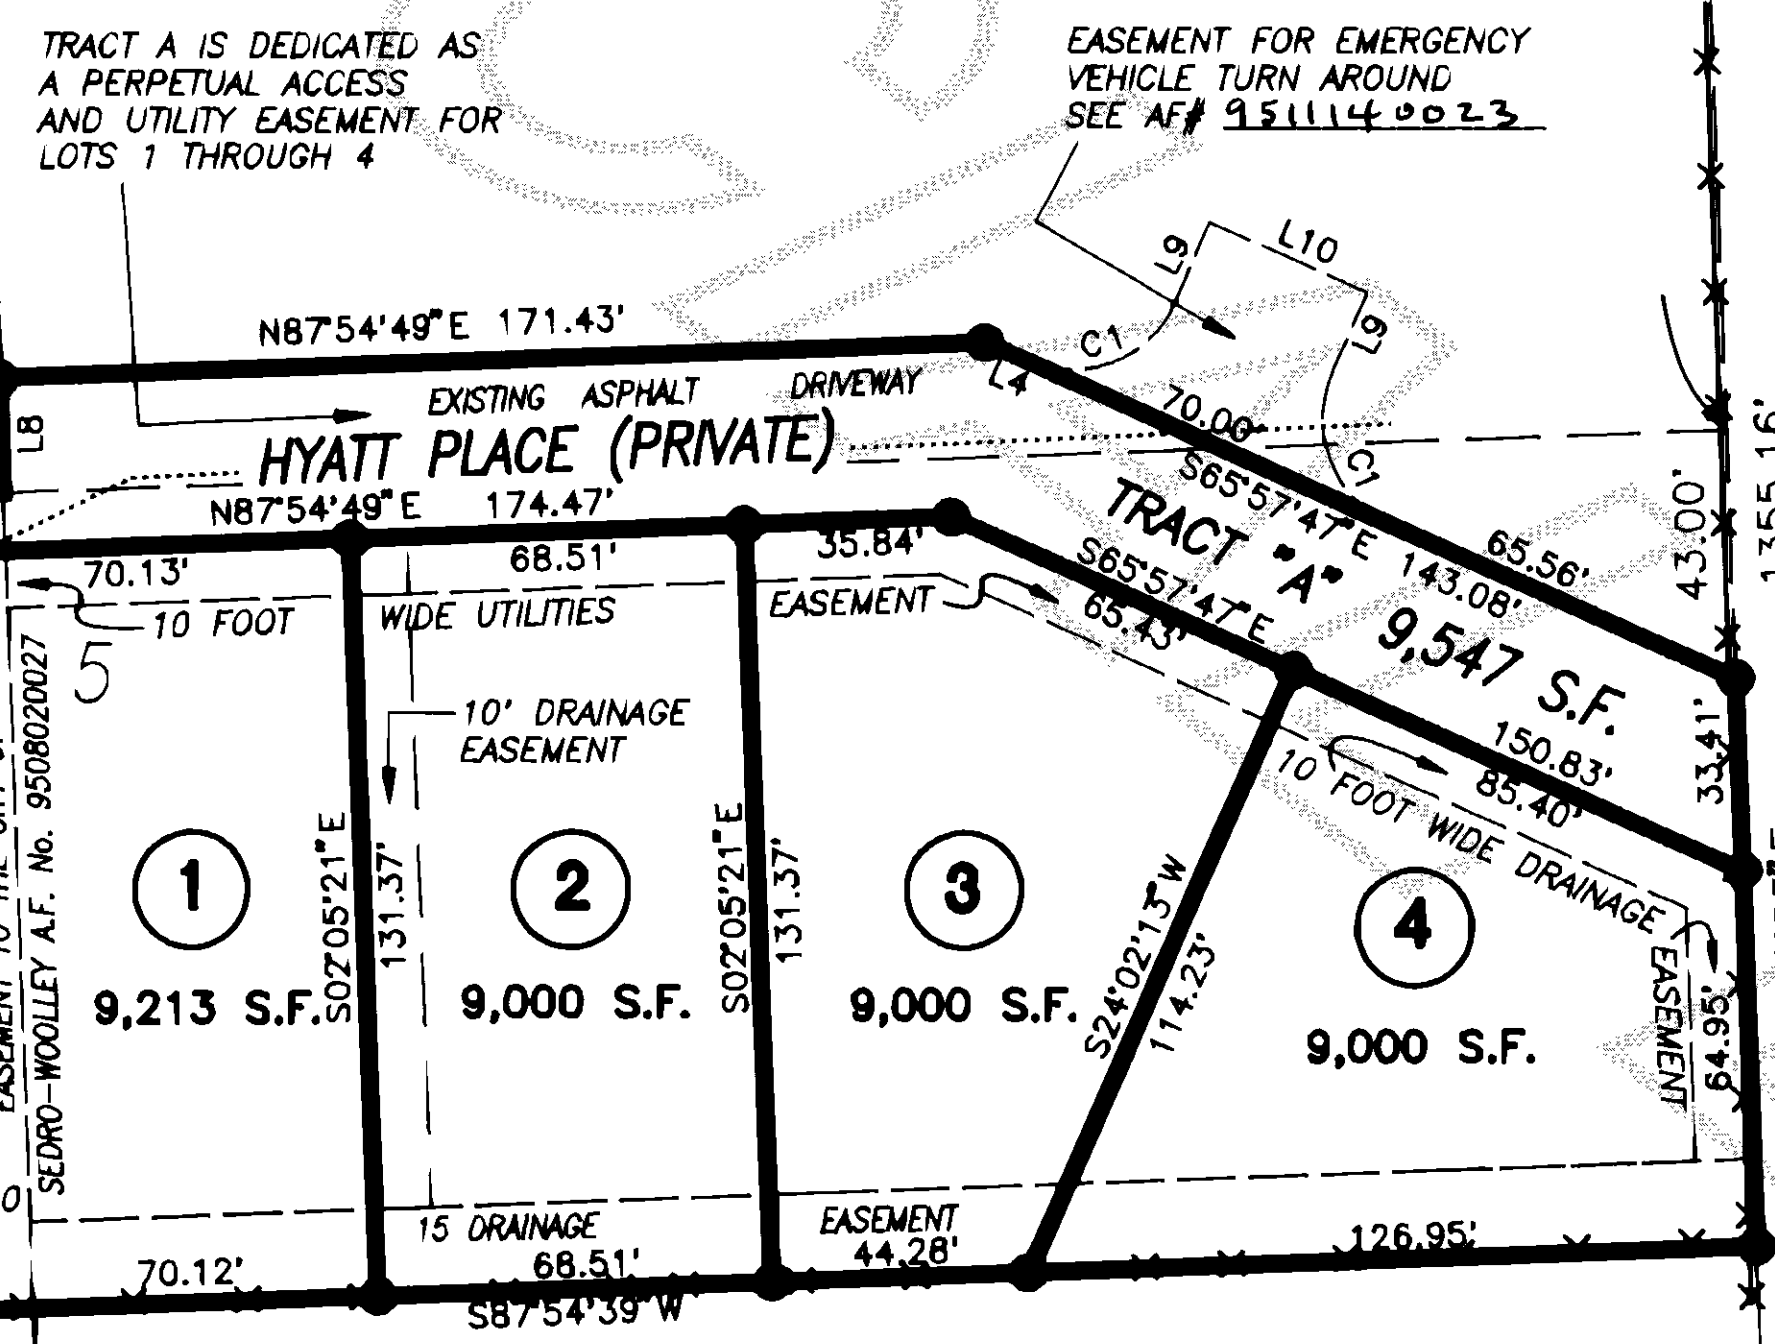 TRACT A IS DEDICATED AS
A PERPETUAL ACCESS
AND UTILITY EASEMENT FOR
LOTS 1 THROUGH 4
EASEMENT FOR EMERGENCY
VEHICLE TURN AROUND
SEE AF# 9511140023
L9
L10
L9
C1
C1
N87°54'49"E 171.43'
L4
L8
EXISTING ASPHALT DRIVEWAY
HYATT PLACE (PRIVATE)
70.00'
S65°57'47"E 143.08'
65.56'
43.00'
1355.16'
N87°54'49"E 174.47'
TRACT "A"
9,547 S.F.
70.13'
68.51'
35.84'
S65°57'47"E
150.83'
65.43'
85.40'
33.41'
10 FOOT WIDE UTILITIES EASEMENT
5
10' DRAINAGE
EASEMENT
10 FOOT WIDE DRAINAGE EASEMENT
SEDRO-WOOLLEY A.F. No. 9508020027
EASEMENT TO THE
1
9,213 S.F.
S02°05'21"E
131.37'
2
9,000 S.F.
S02°05'21"E
131.37'
3
9,000 S.F.
S24°02'13"W
114.23'
4
9,000 S.F.
64.95'
15 DRAINAGE EASEMENT
70.12'
68.51'
44.28'
126.95'
S87°54'39"W